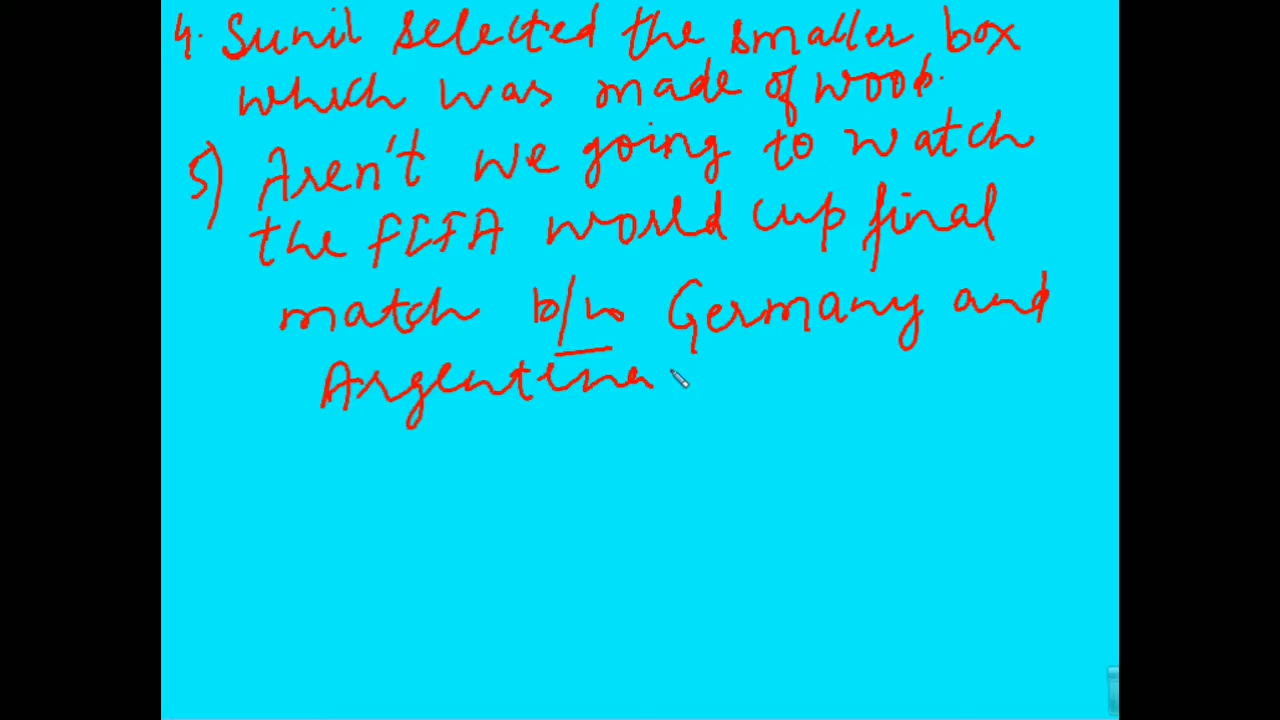 4. Sunil selected the smaller box
which was made of wood.
5) Aren't we going to watch
the FIFA world cup final
match b/w Germany and
Argentina